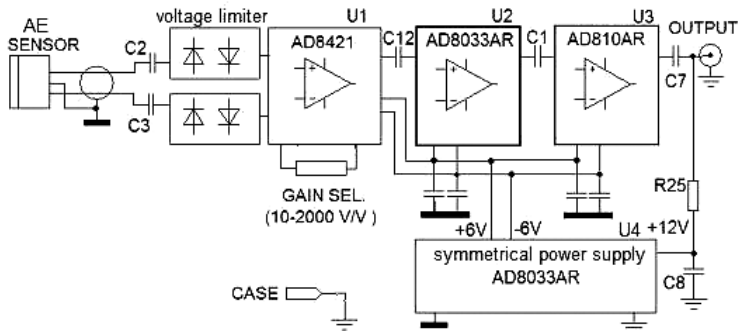 voltage limiter
U1
U2
U3
OUTPUT
AE
SENSOR
C2
AD8421
C12
AD8033AR
C1
AD810AR
C7
C3
GAIN SEL.
(10-2000 V/V )
R25
+6V
-6V
U4
+12V
symmetrical power supply
AD8033AR
C8
CASE